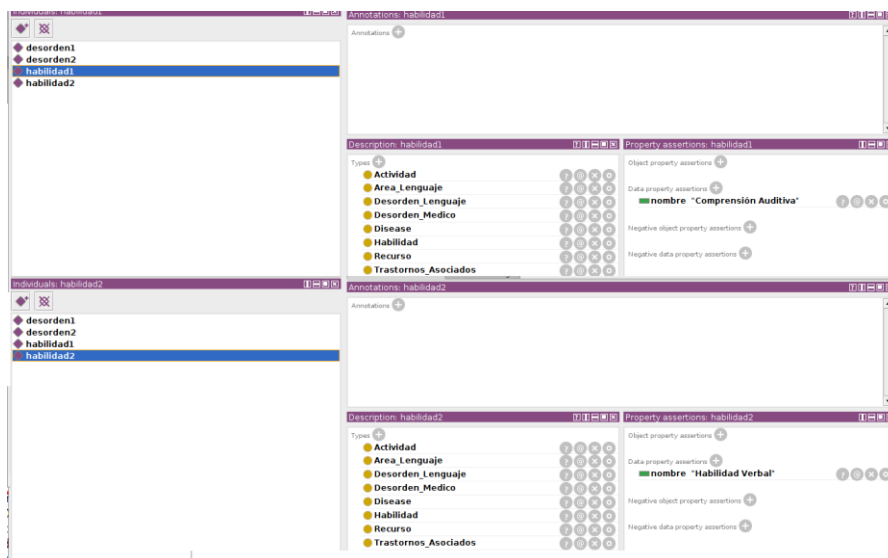 Individuals: habilidad1
desorden1
desorden2
habilidad1
habilidad2
Annotations: habilidad1
Annotations
Description: habilidad1
Types
Actividad
Area_Lenguaje
Desorden_Lenguaje
Desorden_Medico
Disease
Habilidad
Recurso
Trastornos_Asociados
Property assertions: habilidad1
Object property assertions
Data property assertions
nombre "Comprensión Auditiva"
Negative object property assertions
Negative data property assertions
Individuals: habilidad2
desorden1
desorden2
habilidad1
habilidad2
Annotations: habilidad2
Annotations
Description: habilidad2
Types
Actividad
Area_Lenguaje
Desorden_Lenguaje
Desorden_Medico
Disease
Habilidad
Recurso
Trastornos_Asociados
Property assertions: habilidad2
Object property assertions
Data property assertions
nombre "Habilidad Verbal"
Negative object property assertions
Negative data property assertions